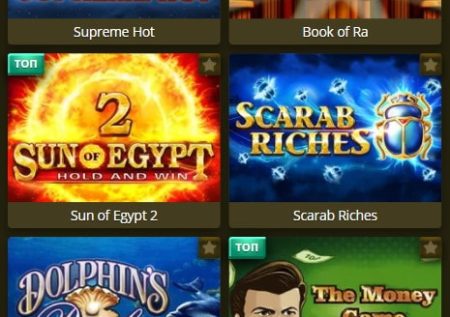 Supreme Hot
Book of Ra
ТОП
2
SUN OF EGYPT
HOLD AND WIN
Sun of Egypt 2
SCARAB
RICHES
Scarab Riches
DOLPHIN'S
ТОП
The Money
Game